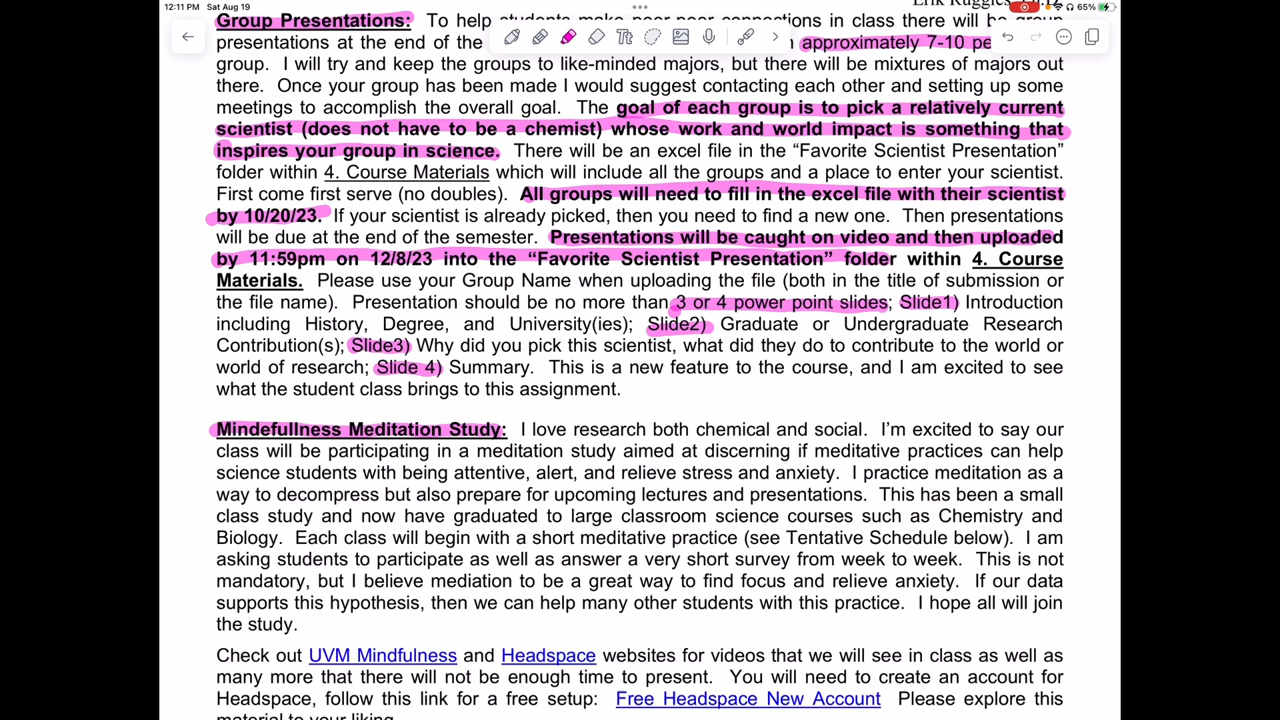 12:11 PM Sat Aug 19
65%
Group Presentations: To help students make peer-peer connections in class there will be group
presentations at the end of the
approximately 7-10 pe
group. I will try and keep the groups to like-minded majors, but there will be mixtures of majors out
there. Once your group has been made I would suggest contacting each other and setting up some
meetings to accomplish the overall goal. The goal of each group is to pick a relatively current
scientist (does not have to be a chemist) whose work and world impact is something that
inspires your group in science. There will be an excel file in the “Favorite Scientist Presentation”
folder within 4. Course Materials which will include all the groups and a place to enter your scientist.
First come first serve (no doubles). All groups will need to fill in the excel file with their scientist
by 10/20/23. If your scientist is already picked, then you need to find a new one. Then presentations
will be due at the end of the semester. Presentations will be caught on video and then uploaded
by 11:59pm on 12/8/23 into the “Favorite Scientist Presentation” folder within 4. Course
Materials. Please use your Group Name when uploading the file (both in the title of submission or
the file name). Presentation should be no more than 3 or 4 power point slides; Slide1) Introduction
including History, Degree, and University(ies); Slide2) Graduate or Undergraduate Research
Contribution(s); Slide3) Why did you pick this scientist, what did they do to contribute to the world or
world of research; Slide 4) Summary. This is a new feature to the course, and I am excited to see
what the student class brings to this assignment.
Mindefullness Meditation Study: I love research both chemical and social. I’m excited to say our
class will be participating in a meditation study aimed at discerning if meditative practices can help
science students with being attentive, alert, and relieve stress and anxiety. I practice meditation as a
way to decompress but also prepare for upcoming lectures and presentations. This has been a small
class study and now have graduated to large classroom science courses such as Chemistry and
Biology. Each class will begin with a short meditative practice (see Tentative Schedule below). I am
asking students to participate as well as answer a very short survey from week to week. This is not
mandatory, but I believe mediation to be a great way to find focus and relieve anxiety. If our data
supports this hypothesis, then we can help many other students with this practice. I hope all will join
the study.
Check out UVM Mindfulness and Headspace websites for videos that we will see in class as well as
many more that there will not be enough time to present. You will need to create an account for
Headspace, follow this link for a free setup: Free Headspace New Account Please explore this
material to your liking.